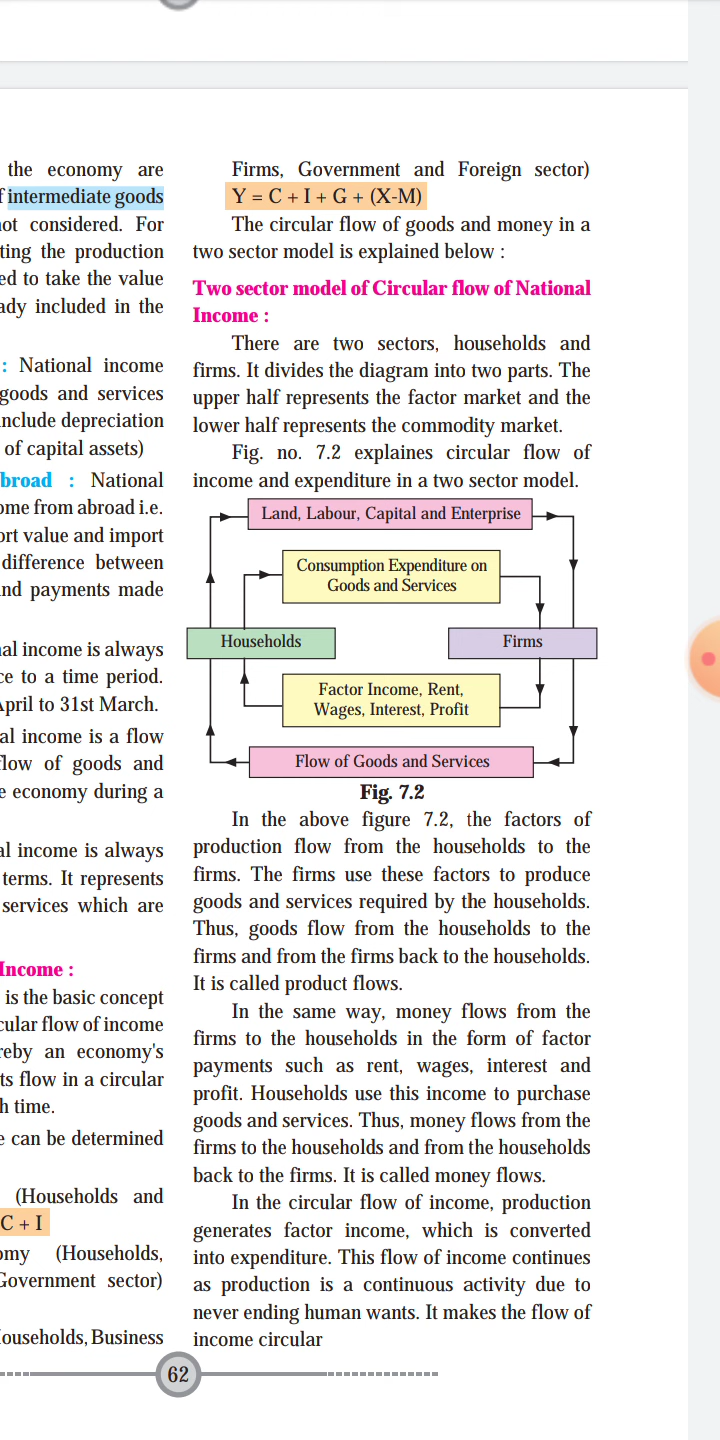 the economy are
intermediate goods
not considered. For
ting the production
ed to take the value
ady included in the
: National income
goods and services
include depreciation
of capital assets)
broad : National
ome from abroad i.e.
ort value and import
difference between
nd payments made
nal income is always
ce to a time period.
April to 31st March.
al income is a flow
flow of goods and
e economy during a
al income is always
terms. It represents
services which are
Income :
is the basic concept
cular flow of income
reby an economy's
ts flow in a circular
h time.
e can be determined
(Households and
C + I
omy (Households,
Government sector)
Households, Business
Firms, Government and Foreign sector)
Y = C + I + G + (X-M)
The circular flow of goods and money in a
two sector model is explained below :
Two sector model of Circular flow of National
Income :
There are two sectors, households and
firms. It divides the diagram into two parts. The
upper half represents the factor market and the
lower half represents the commodity market.
Fig. no. 7.2 explaines circular flow of
income and expenditure in a two sector model.
Land, Labour, Capital and Enterprise
Consumption Expenditure on
Goods and Services
Households
Firms
Factor Income, Rent,
Wages, Interest, Profit
Flow of Goods and Services
Fig. 7.2
In the above figure 7.2, the factors of
production flow from the households to the
firms. The firms use these factors to produce
goods and services required by the households.
Thus, goods flow from the households to the
firms and from the firms back to the households.
It is called product flows.
In the same way, money flows from the
firms to the households in the form of factor
payments such as rent, wages, interest and
profit. Households use this income to purchase
goods and services. Thus, money flows from the
firms to the households and from the households
back to the firms. It is called money flows.
In the circular flow of income, production
generates factor income, which is converted
into expenditure. This flow of income continues
as production is a continuous activity due to
never ending human wants. It makes the flow of
income circular
62